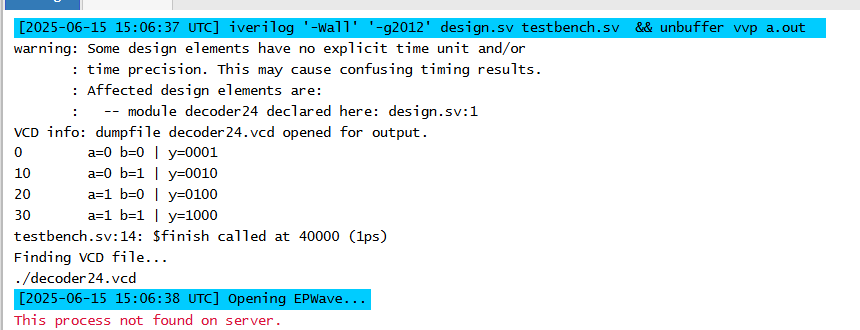 [2025-06-15 15:06:37 UTC] iverilog '-Wall' '-g2012' design.sv testbench.sv  && unbuffer vvp a.out
warning: Some design elements have no explicit time unit and/or
       : time precision. This may cause confusing timing results.
       : Affected design elements are:
       :   -- module decoder24 declared here: design.sv:1
VCD info: dumpfile decoder24.vcd opened for output.
0        a=0 b=0 | y=0001
10       a=0 b=1 | y=0010
20       a=1 b=0 | y=0100
30       a=1 b=1 | y=1000
testbench.sv:14: $finish called at 40000 (1ps)
Finding VCD file...
./decoder24.vcd
[2025-06-15 15:06:38 UTC] Opening EPWave...
This process not found on server.